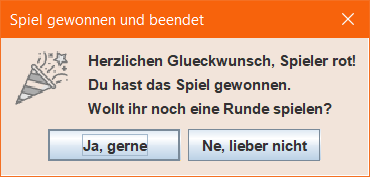 Spiel gewonnen und beendet
Herzlichen Glueckwunsch, Spieler rot!
Du hast das Spiel gewonnen.
Wollt ihr noch eine Runde spielen?
Ja, gerne
Ne, lieber nicht